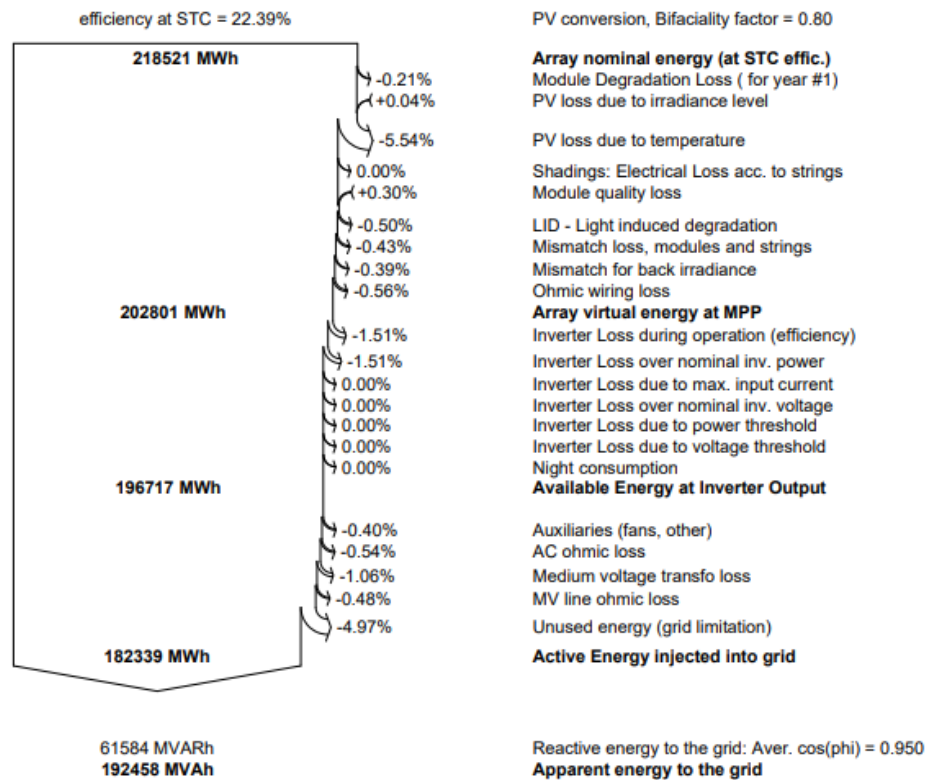 efficiency at STC = 22.39% PV conversion, Bifaciality factor = 0.80
218521 MWh Array nominal energy (at STC effic.)
-0.21% Module Degradation Loss ( for year #1)
+0.04% PV loss due to irradiance level
-5.54% PV loss due to temperature
0.00% Shadings: Electrical Loss acc. to strings
+0.30% Module quality loss
-0.50% LID - Light induced degradation
-0.43% Mismatch loss, modules and strings
-0.39% Mismatch for back irradiance
-0.56% Ohmic wiring loss
202801 MWh Array virtual energy at MPP
-1.51% Inverter Loss during operation (efficiency)
-1.51% Inverter Loss over nominal inv. power
0.00% Inverter Loss due to max. input current
0.00% Inverter Loss over nominal inv. voltage
0.00% Inverter Loss due to power threshold
0.00% Inverter Loss due to voltage threshold
0.00% Night consumption
196717 MWh Available Energy at Inverter Output
-0.40% Auxiliaries (fans, other)
-0.54% AC ohmic loss
-1.06% Medium voltage transfo loss
-0.48% MV line ohmic loss
-4.97% Unused energy (grid limitation)
182339 MWh Active Energy injected into grid
61584 MVARh Reactive energy to the grid: Aver. cos(phi) = 0.950
192458 MVAh Apparent energy to the grid